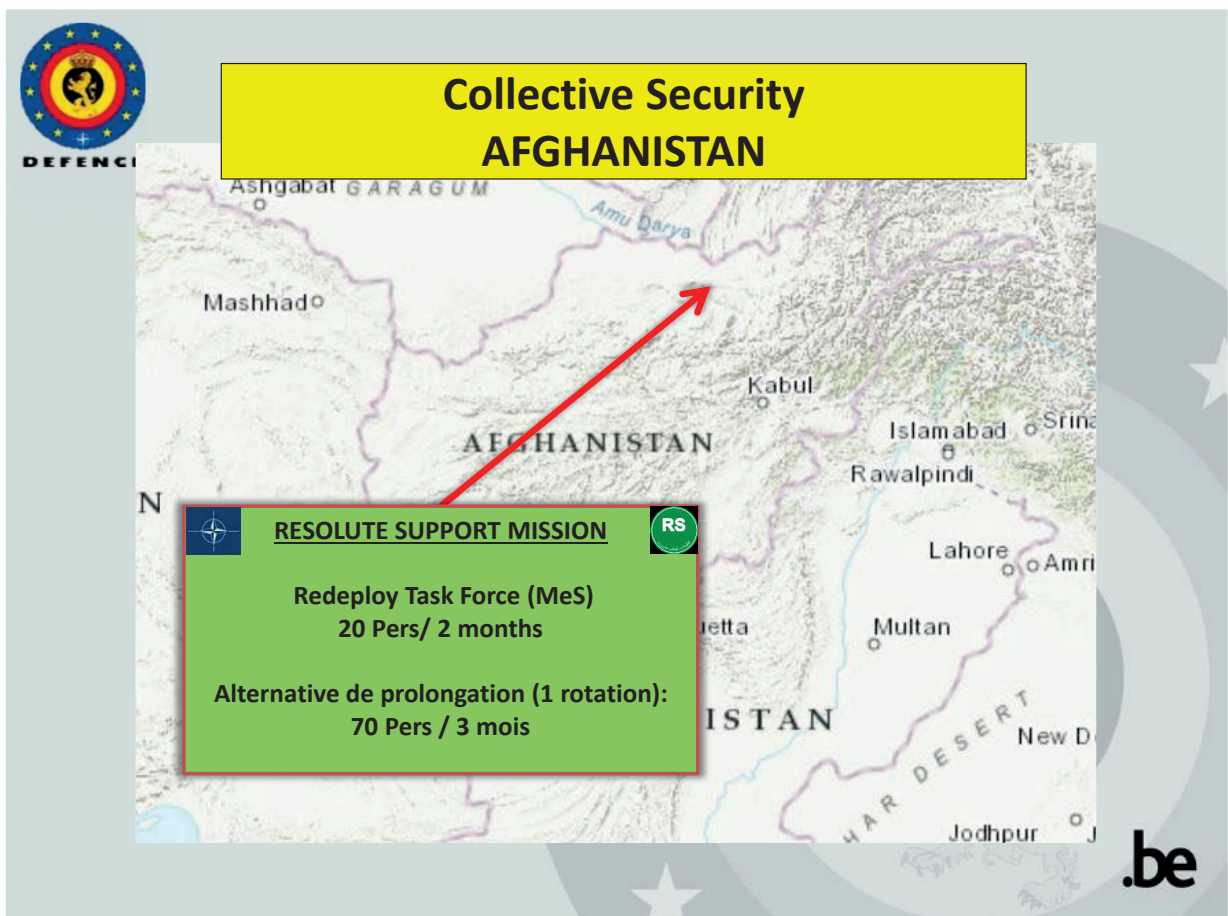 DEFENC
Collective Security
AFGHANISTAN
Ashgabat
GARAGUM
Amu Darya
Mashhad
Kabul
AFGHANISTAN
Islamabad
Srina
Rawalpindi
N
RESOLUTE SUPPORT MISSION
RS
Redeploy Task Force (MeS)
20 Pers/ 2 months
Alternative de prolongation (1 rotation):
70 Pers / 3 mois
Lahore
Amri
uetta
Multan
ISTAN
HAR DESERT
New D
Jodhpur
J
.be